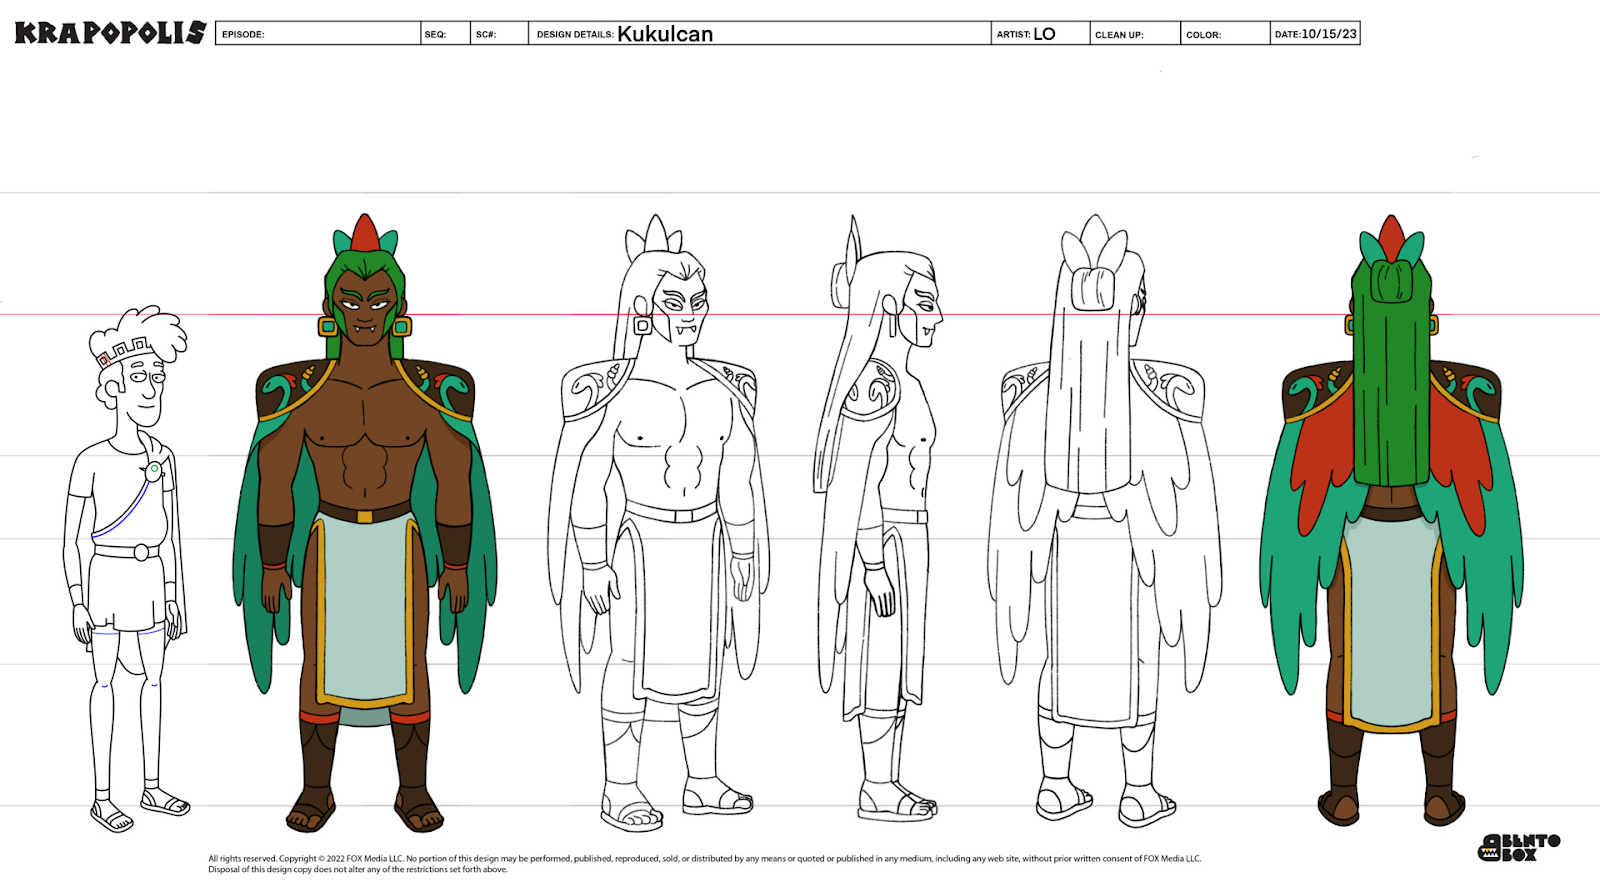 KRAPOPOLIS
EPISODE:
SEQ:
SC#:
DESIGN DETAILS: Kukulcan
ARTIST: LO
CLEAN UP:
COLOR:
DATE:10/15/23
All rights reserved. Copyright © 2022 FOX Media LLC. No portion of this design may be performed, published, reproduced, sold, or distributed by any means or quoted or published in any medium, including any web site, without prior written consent of FOX Media LLC.
Disposal of this design copy does not alter any of the restrictions set forth above.
BENTO
BOX